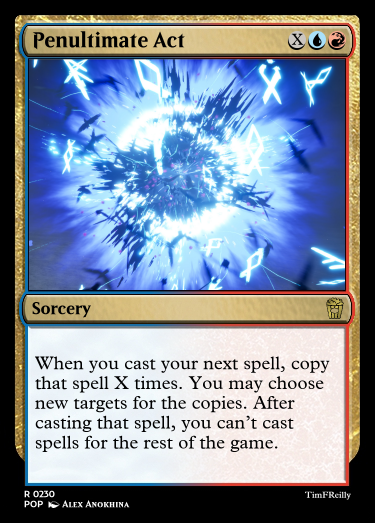 Penultimate Act X
Sorcery
When you cast your next spell, copy
that spell X times. You may choose
new targets for the copies. After
casting that spell, you can't cast
spells for the rest of the game.
R 0230
POP Alex Anokhina TimFReilly